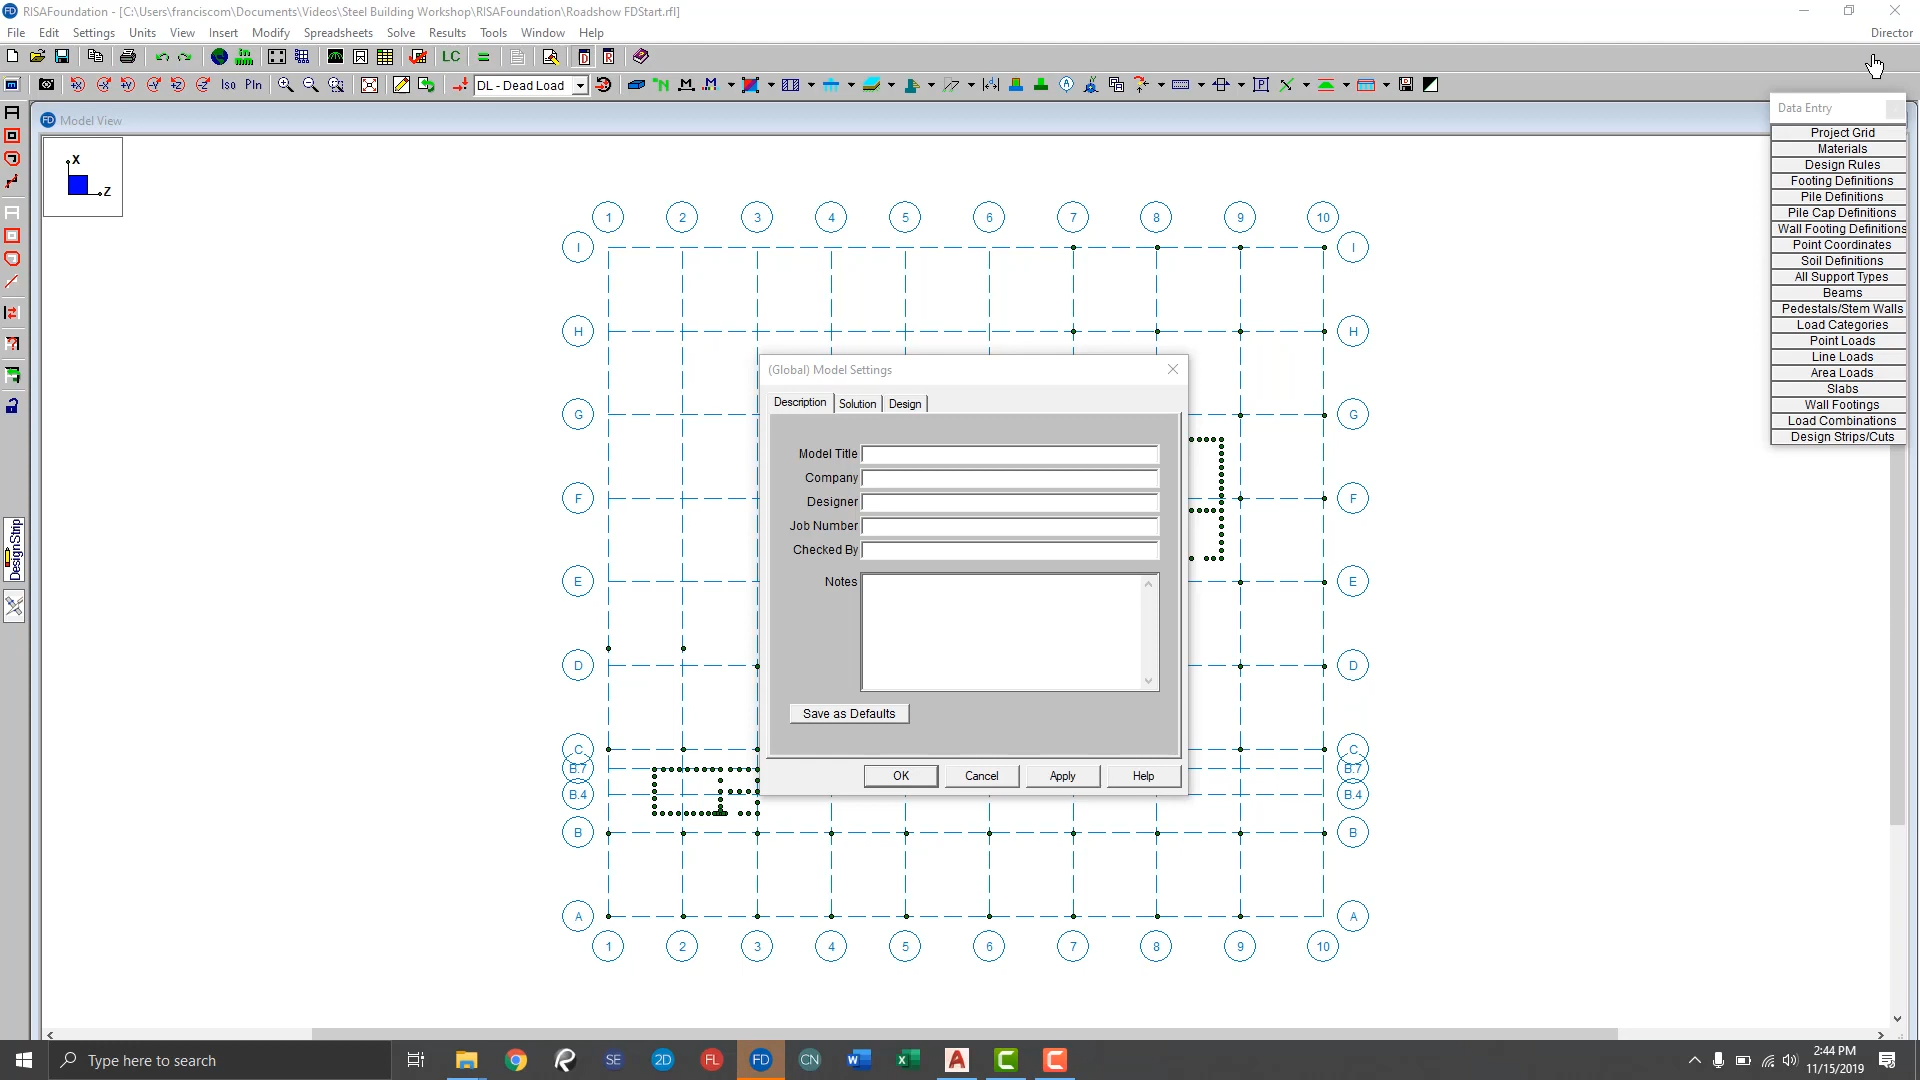 RISAFoundation - [C:\Users\franciscom\Documents\Videos\Steel Building Workshop\RISAFoundation\Roadshow FDStart.rfl]
File Edit Settings Units View Insert Modify Spreadsheets Solve Results Tools Window Help Director
LC D R
Iso Pln DL - Dead Load
Model View
X
Z
Data Entry
Project Grid
Materials
Design Rules
Footing Definitions
Pile Definitions
Pile Cap Definitions
Wall Footing Definitions
Point Coordinates
Soil Definitions
All Support Types
Beams
Pedestals/Stem Walls
Load Categories
Point Loads
Line Loads
Area Loads
Slabs
Wall Footings
Load Combinations
Design Strips/Cuts
1 2 3 4 5 6 7 8 9 10
I I
H H
G G
F F
E E
D D
C C
B.7 B.7
B.4 B.4
B B
A A
1 2 3 4 5 6 7 8 9 10
(Global) Model Settings
Description Solution Design
Model Title
Company
Designer
Job Number
Checked By
Notes
Save as Defaults
OK Cancel Apply Help
DesignStrip
Type here to search
SE 2D FL FD CN
2:44 PM
11/15/2019